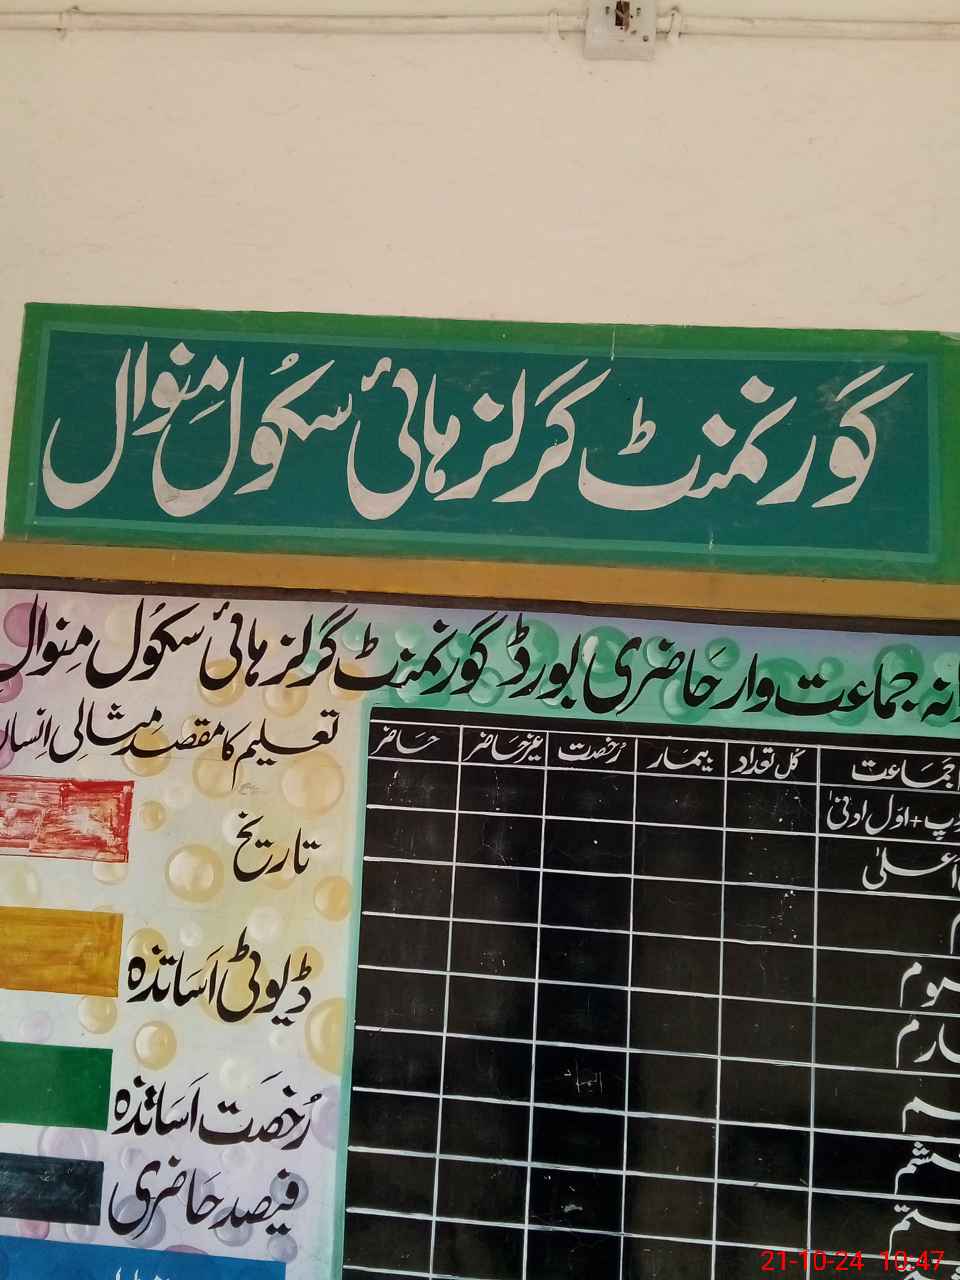 گورنمنٹ گرلز ہائی سکول منوال
جماعت وار حاضری بورڈ گورنمنٹ گرلز ہائی سکول منوال
تعلیم کا مقصد مثالی
جماعت کل تعداد بیمار رخصت غیر حاضر حاضر
اول ادنیٰ
اعلیٰ
تاریخ
ڈیوٹی اساتذہ
رخصت اساتذہ
فیصد حاضری
21-10-24 10:47